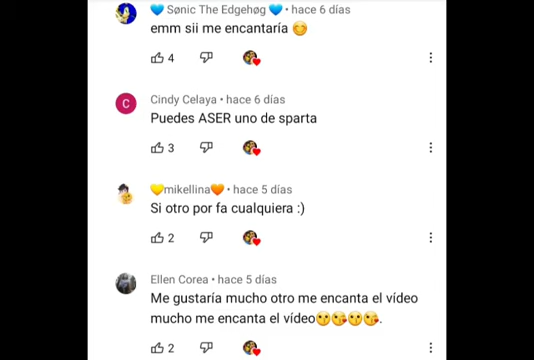 💙 Sønic The Edgehøg 💙 • hace 6 días
emm sii me encantaría 😊
4
C
Cindy Celaya • hace 6 días
Puedes ASER uno de sparta
3
💛mikellina🧡 • hace 5 días
Si otro por fa cualquiera :)
2
Ellen Corea • hace 5 días
Me gustaría mucho otro me encanta el vídeo
mucho me encanta el vídeo😗😘😗😘.
2